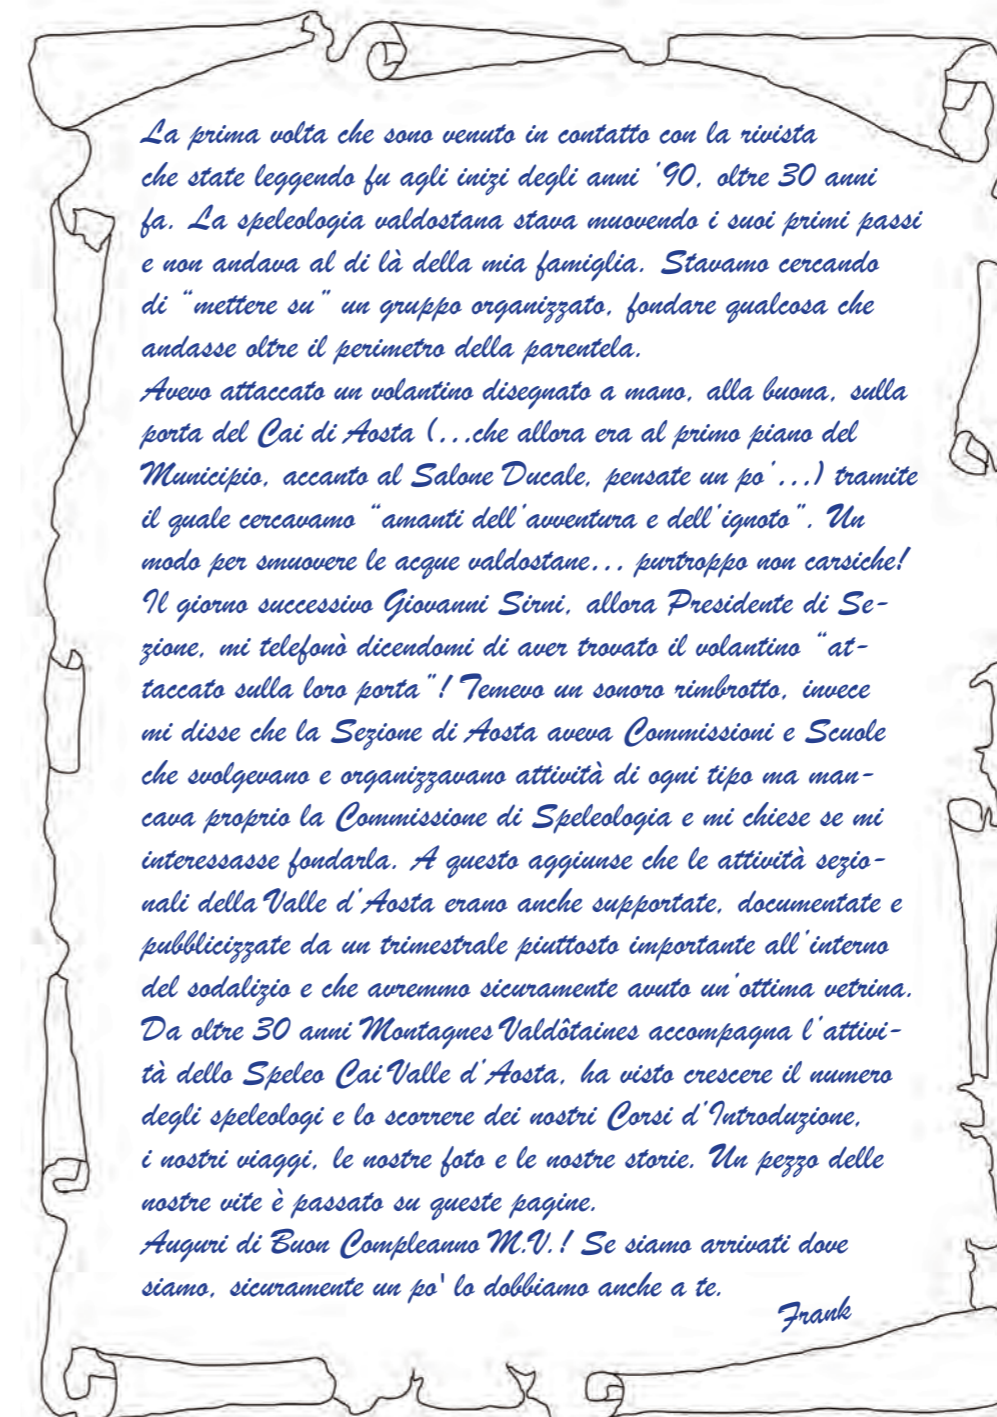 La prima volta che sono venuto in contatto con la rivista
che state leggendo fu agli inizi degli anni '90, oltre 30 anni
fa. La speleologia valdostana stava muovendo i suoi primi passi
e non andava al di là della mia famiglia. Stavamo cercando
di “mettere su” un gruppo organizzato, fondare qualcosa che
andasse oltre il perimetro della parentela.
Avevo attaccato un volantino disegnato a mano, alla buona, sulla
porta del Cai di Aosta (...che allora era al primo piano del
Municipio, accanto al Salone Ducale, pensate un po'...) tramite
il quale cercavamo “amanti dell'avventura e dell'ignoto”. Un
modo per smuovere le acque valdostane... purtroppo non carsiche!
Il giorno successivo Giovanni Sirni, allora Presidente di Se-
zione, mi telefonò dicendomi di aver trovato il volantino “at-
taccato sulla loro porta”! Temevo un sonoro rimbrotto, invece
mi disse che la Sezione di Aosta aveva Commissioni e Scuole
che svolgevano e organizzavano attività di ogni tipo ma man-
cava proprio la Commissione di Speleologia e mi chiese se mi
interessasse fondarla. A questo aggiunse che le attività sezio-
nali della Valle d'Aosta erano anche supportate, documentate e
pubblicizzate da un trimestrale piuttosto importante all'interno
del sodalizio e che avremmo sicuramente avuto un'ottima vetrina.
Da oltre 30 anni Montagnes Valdôtaines accompagna l'attivi-
tà dello Speleo Cai Valle d'Aosta, ha visto crescere il numero
degli speleologi e lo scorrere dei nostri Corsi d'Introduzione,
i nostri viaggi, le nostre foto e le nostre storie. Un pezzo delle
nostre vite è passato su queste pagine.
Auguri di Buon Compleanno M.V.! Se siamo arrivati dove
siamo, sicuramente un po' lo dobbiamo anche a te.
Frank